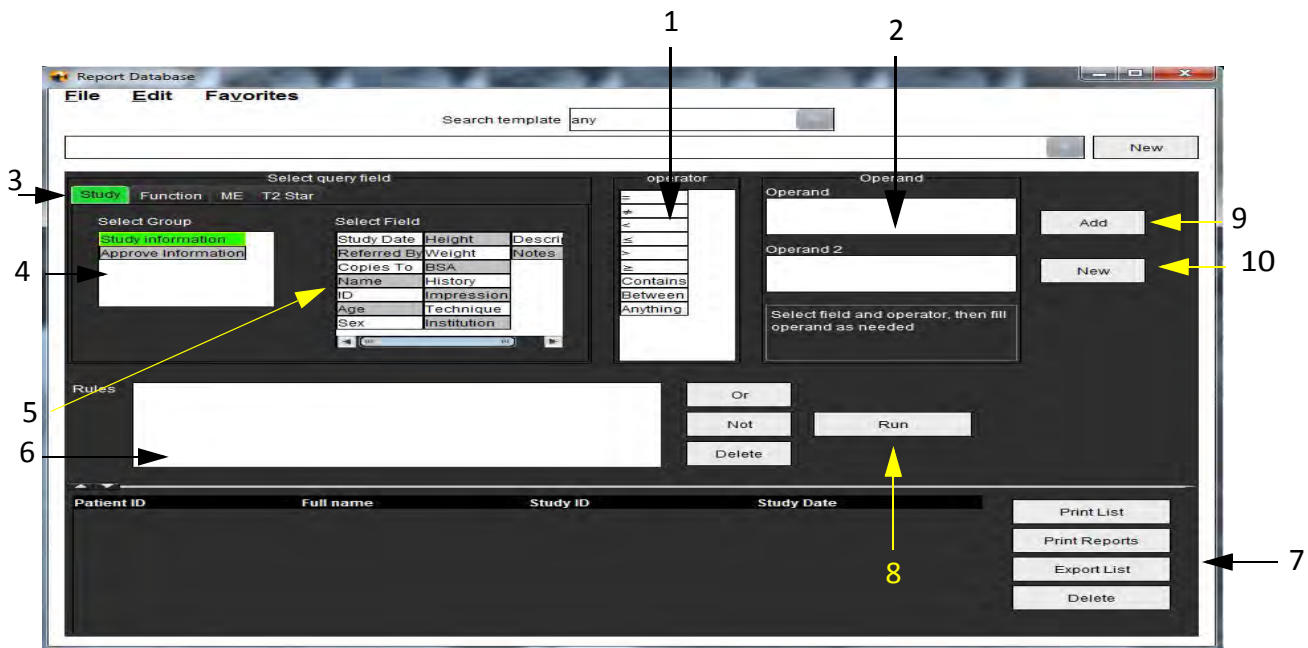 1
2
Report Database
File Edit Favorites
Search template any
New
Select query field
operator
Operand
3
Study Function ME T2 Star
Select Group
Study information
Approve Information
4
Select Field
Study Date Height Descri
Referred By Weight Notes
Copies To BSA
Name History
ID Impression
Age Technique
Sex Institution
5
=
≠
<
≤
>
≥
Contains
Between
Anything
Operand
Operand 2
Select field and operator, then fill
operand as needed
Add
9
New
10
Rules
6
Or
Not
Delete
Run
8
Patient ID Full name Study ID Study Date
Print List
Print Reports
Export List
Delete
7